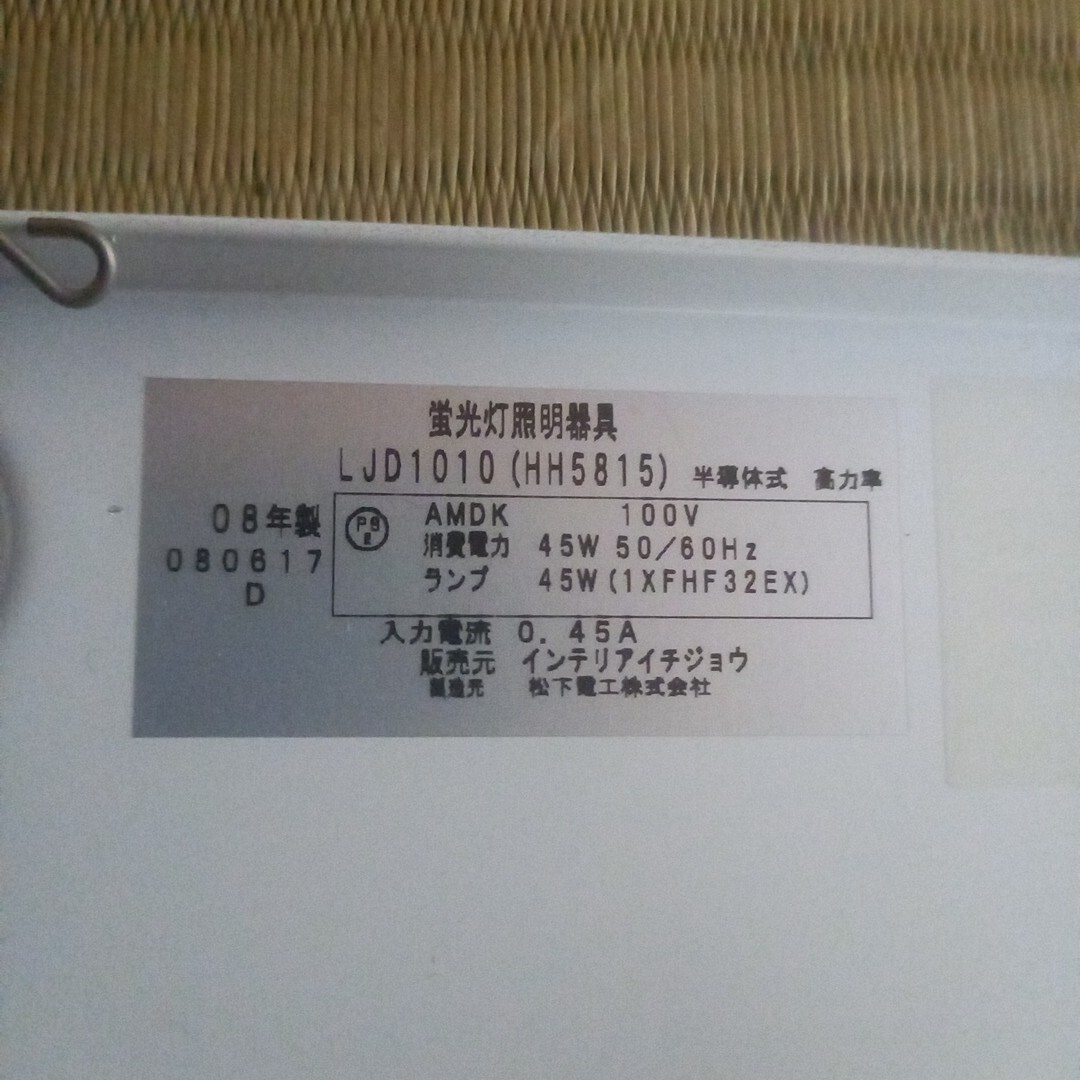 蛍光灯照明器具
LJD1010(HH5815) 半導体式 高力率
08年製
080617
D
PS
E
AMDK 100V
消費電力 45W 50/60Hz
ランプ 45W(1XFHF32EX)
入力電流 0.45A
販売元 インテリアイチジョウ
製造元 松下電工株式会社